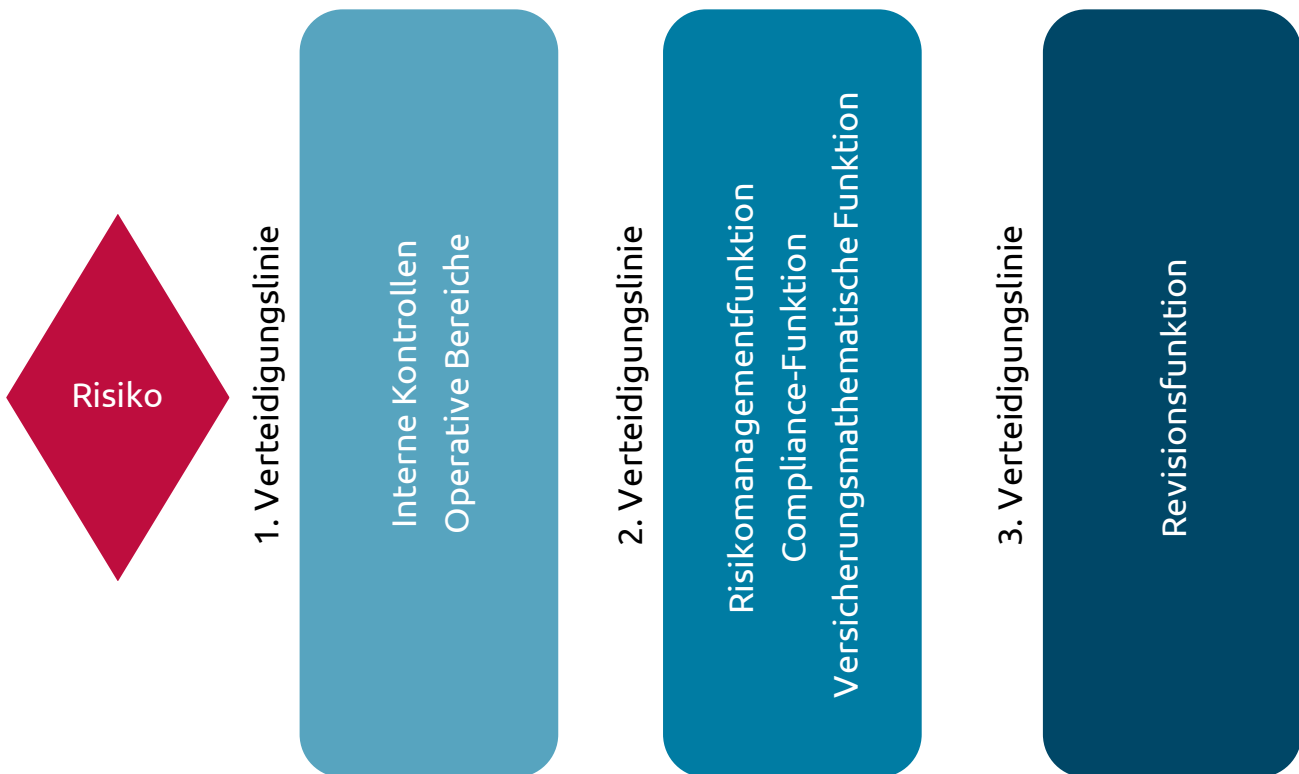 Risiko
1. Verteidigungslinie
Interne Kontrollen
Operative Bereiche
2. Verteidigungslinie
Risikomanagementfunktion
Compliance-Funktion
Versicherungsmathematische Funktion
3. Verteidigungslinie
Revisionsfunktion